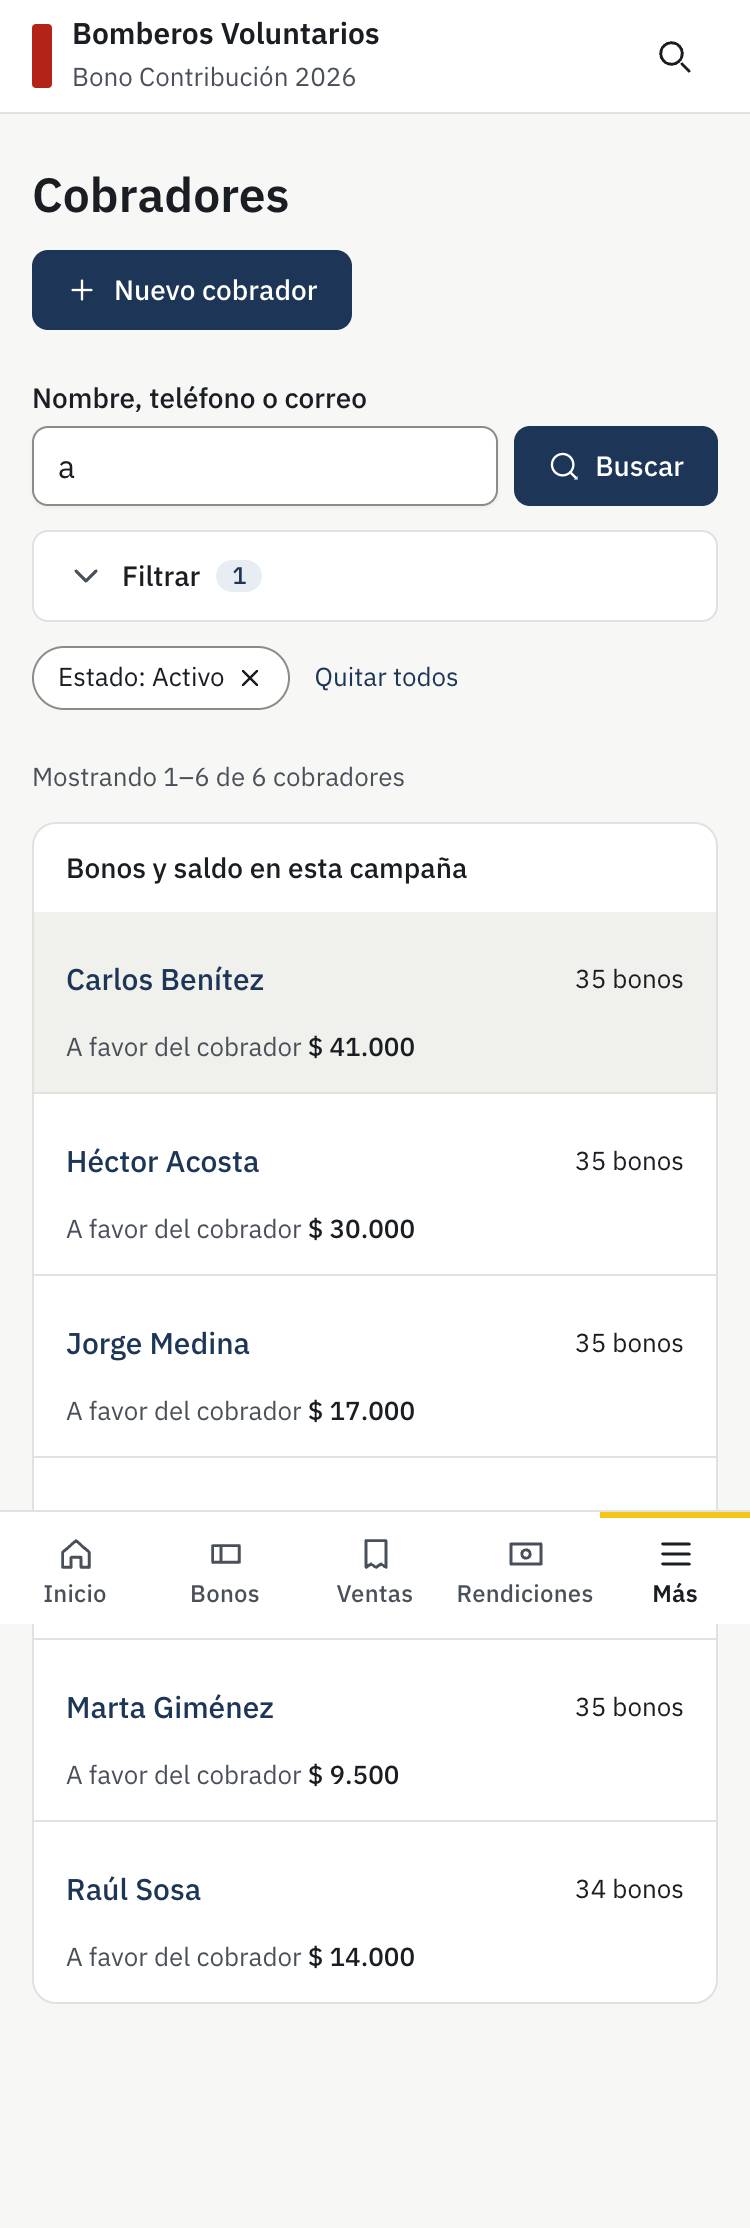 Bomberos Voluntarios
Bono Contribución 2026
Cobradores
Nuevo cobrador
Nombre, teléfono o correo
a
Buscar
Filtrar 1
Estado: Activo
Quitar todos
Mostrando 1–6 de 6 cobradores
Bonos y saldo en esta campaña
Carlos Benítez 35 bonos
A favor del cobrador $ 41.000
Héctor Acosta 35 bonos
A favor del cobrador $ 30.000
Jorge Medina 35 bonos
A favor del cobrador $ 17.000
Inicio Bonos Ventas Rendiciones Más
Marta Giménez 35 bonos
A favor del cobrador $ 9.500
Raúl Sosa 34 bonos
A favor del cobrador $ 14.000